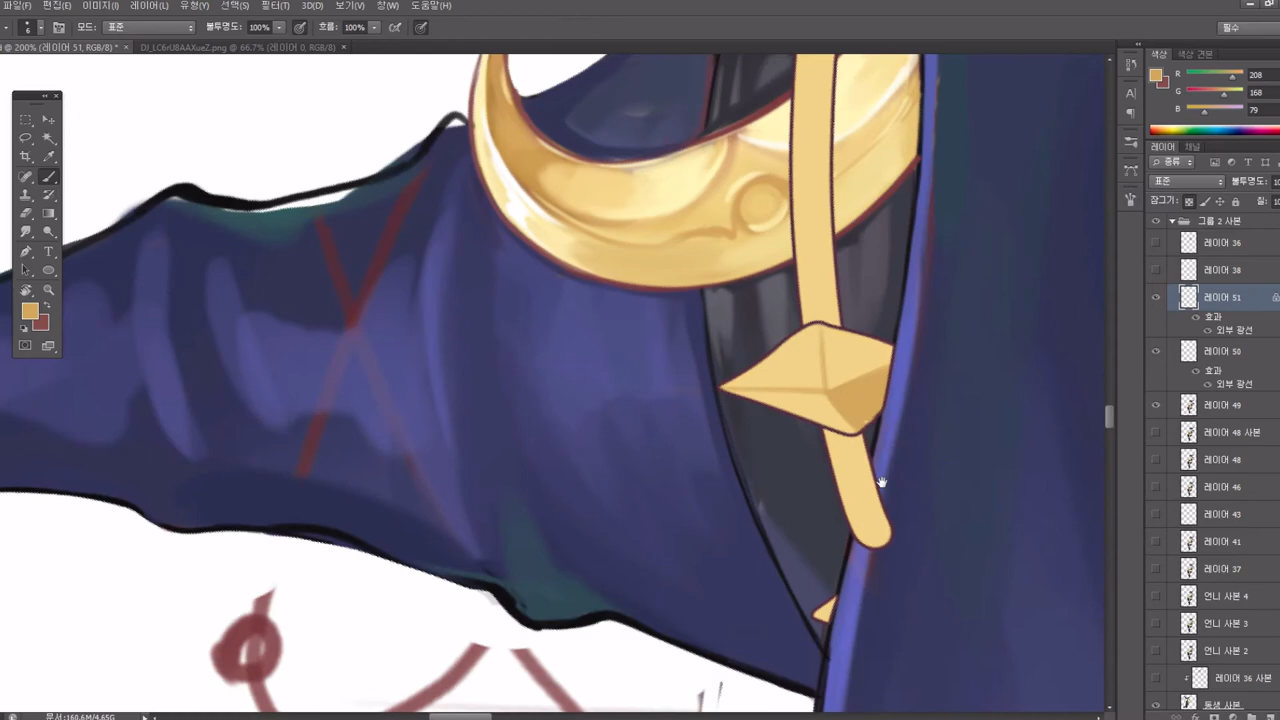 파일(F) 편집(E) 이미지(I) 레이어(L) 유형(Y) 선택(S) 필터(T) 3D(D) 보기(V) 창(W) 도움말(H)
6 모드: 표준 불투명도: 100% 흐름: 100% 필수
@ 200% (레이어 51, RGB/8) * × DJ_LC6rU8AAXueZ.png @ 66.7% (레이어 0, RGB/8) ×
색상 색상 견본
R 208
G 168
B 79
레이어 채널
종류
표준 불투명도: 10
잠그기: 칠: 10
그룹 2 사본
레이어 36
레이어 38
레이어 51
효과
외부 광선
레이어 50
효과
외부 광선
레이어 49
레이어 48 사본
레이어 48
레이어 46
레이어 43
레이어 41
레이어 37
언니 사본 4
언니 사본 3
언니 사본 2
레이어 36 사본
동생 사본
문서:160.6M/4.65G